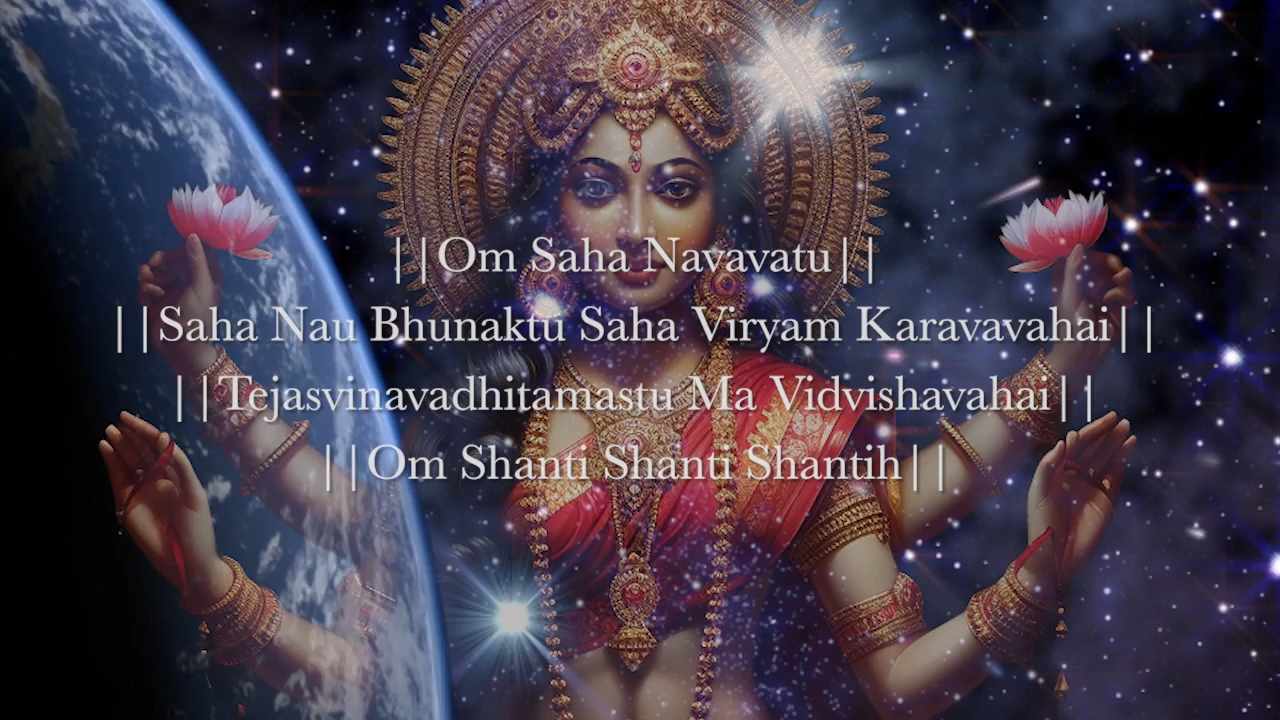 ||Om Saha Navavatu||
||Saha Nau Bhunaktu Saha Viryam Karavavahai||
||Tejasvinavadhitamastu Ma Vidvishavahai||
||Om Shanti Shanti Shantih||